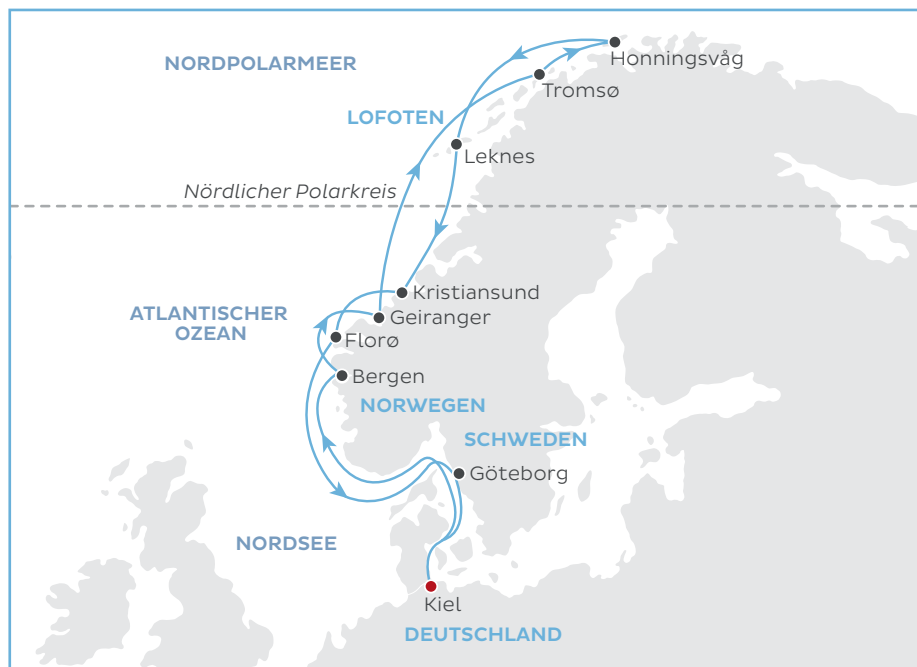 NORDPOLARMEER
Honningsvåg
Tromsø
LOFOTEN
Leknes
Nördlicher Polarkreis
Kristiansund
ATLANTISCHER
OZEAN
Geiranger
Florø
Bergen
NORWEGEN
SCHWEDEN
Göteborg
NORDSEE
Kiel
DEUTSCHLAND